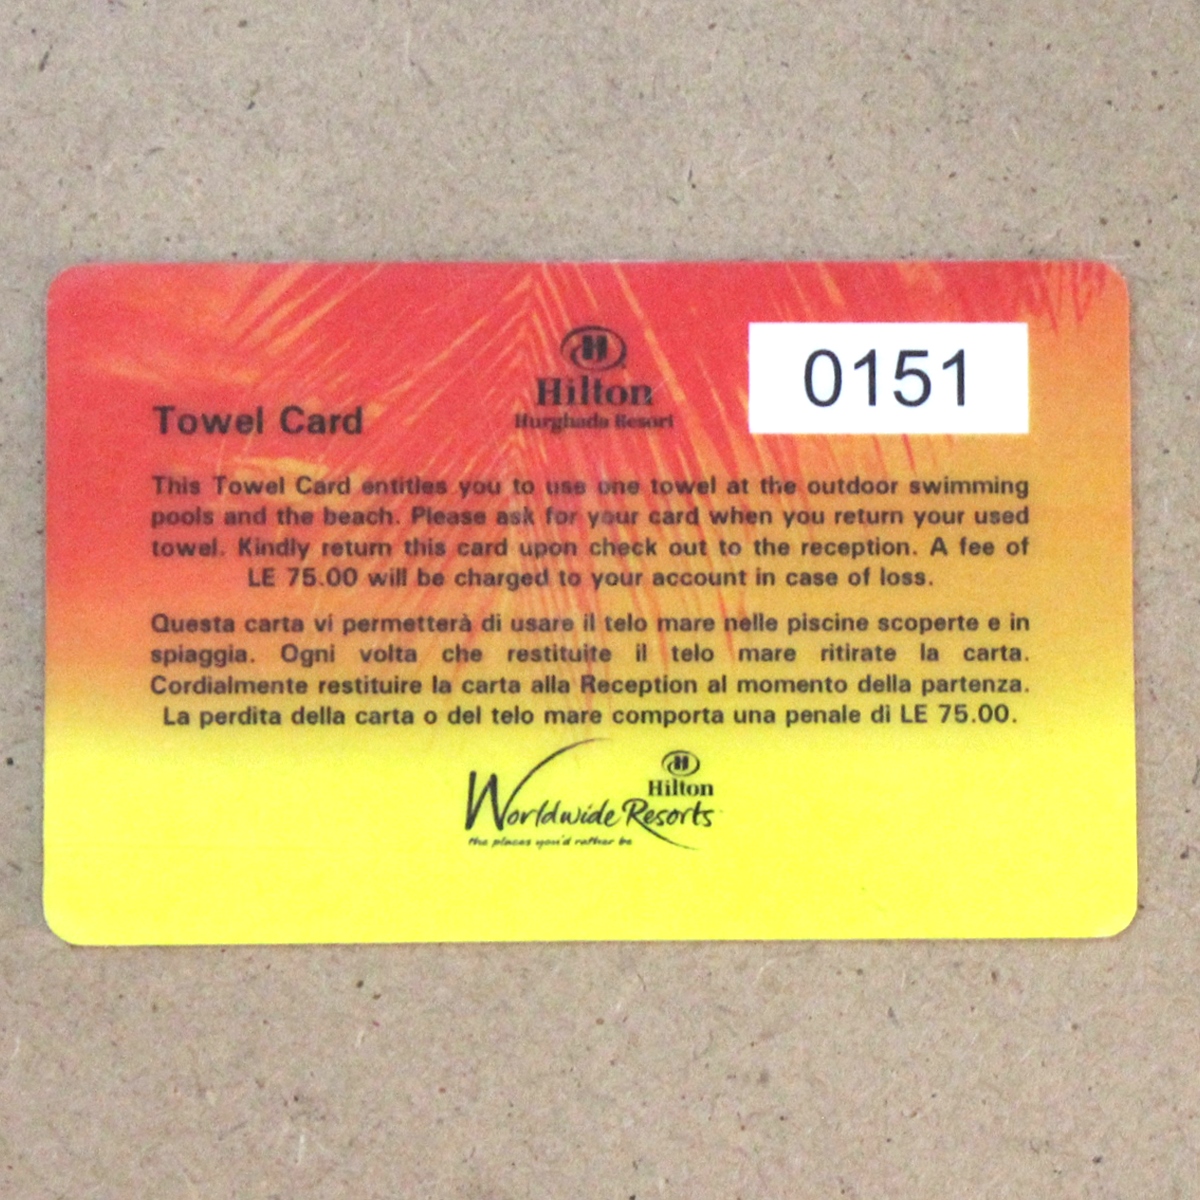 Hilton
Hurghada Resort
0151
Towel Card
This Towel Card entitles you to use one towel at the outdoor swimming
pools and the beach. Please ask for your card when you return your used
towel. Kindly return this card upon check out to the reception. A fee of
LE 75.00 will be charged to your account in case of loss.
Questa carta vi permetterà di usare il telo mare nelle piscine scoperte e in
spiaggia. Ogni volta che restituite il telo mare ritirate la carta.
Cordialmente restituire la carta alla Reception al momento della partenza.
La perdita della carta o del telo mare comporta una penale di LE 75.00.
Hilton
Worldwide Resorts
the places you'd rather be